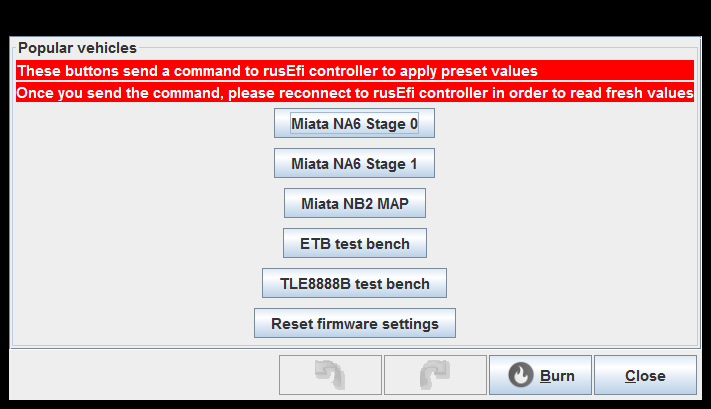 Popular vehicles
These buttons send a command to rusEfi controller to apply preset values
Once you send the command, please reconnect to rusEfi controller in order to read fresh values
Miata NA6 Stage 0
Miata NA6 Stage 1
Miata NB2 MAP
ETB test bench
TLE8888B test bench
Reset firmware settings
Burn
Close